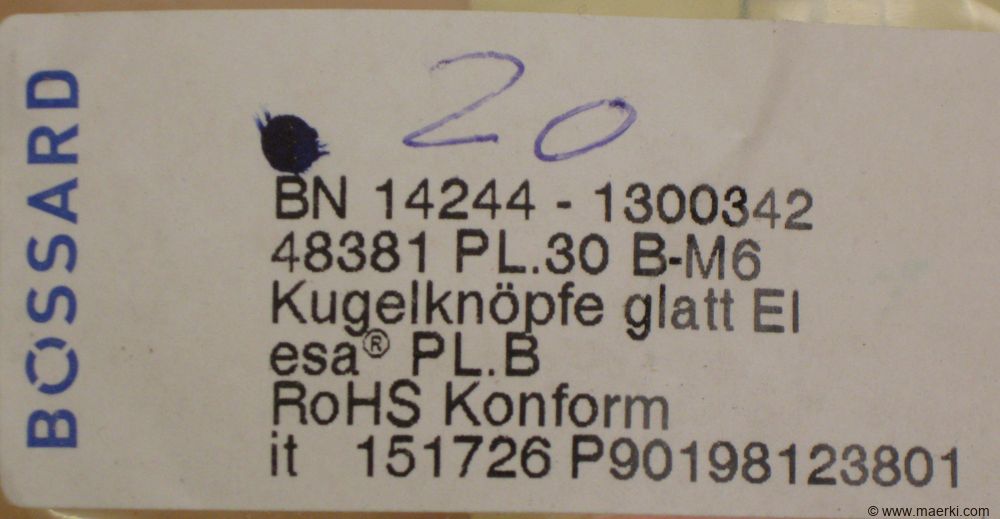 BOSSARD
20
BN 14244 - 1300342
48381 PL.30 B-M6
Kugelknöpfe glatt El
esa® PL.B
RoHS Konform
it 151726 P90198123801
© www.maerki.com